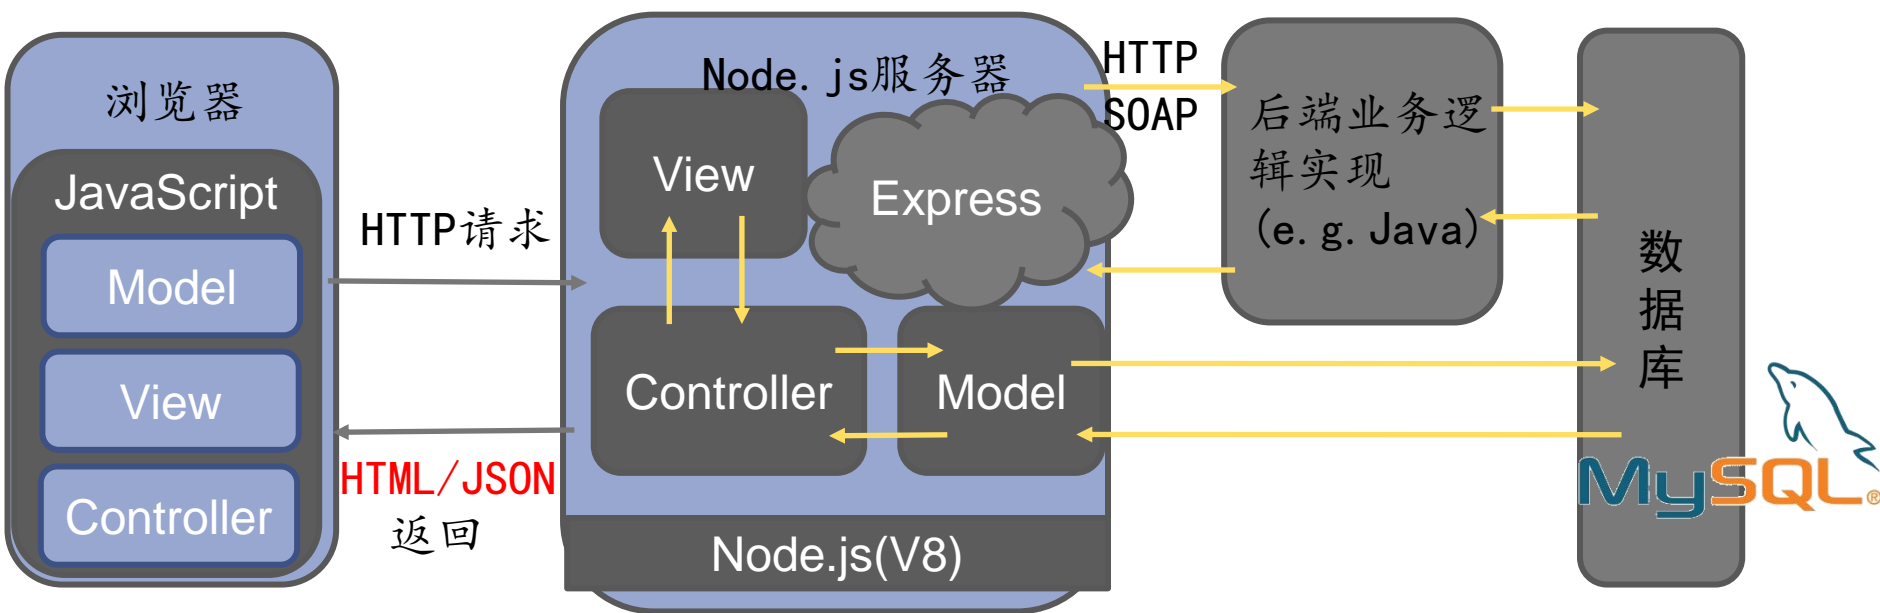 浏览器
JavaScript
Model
View
Controller
HTTP请求
HTML/JSON
返回
Node.js服务器
View
Express
Controller
Model
Node.js(V8)
HTTP
SOAP
后端业务逻
辑实现
(e.g.Java)
数
据
库
MySQL®